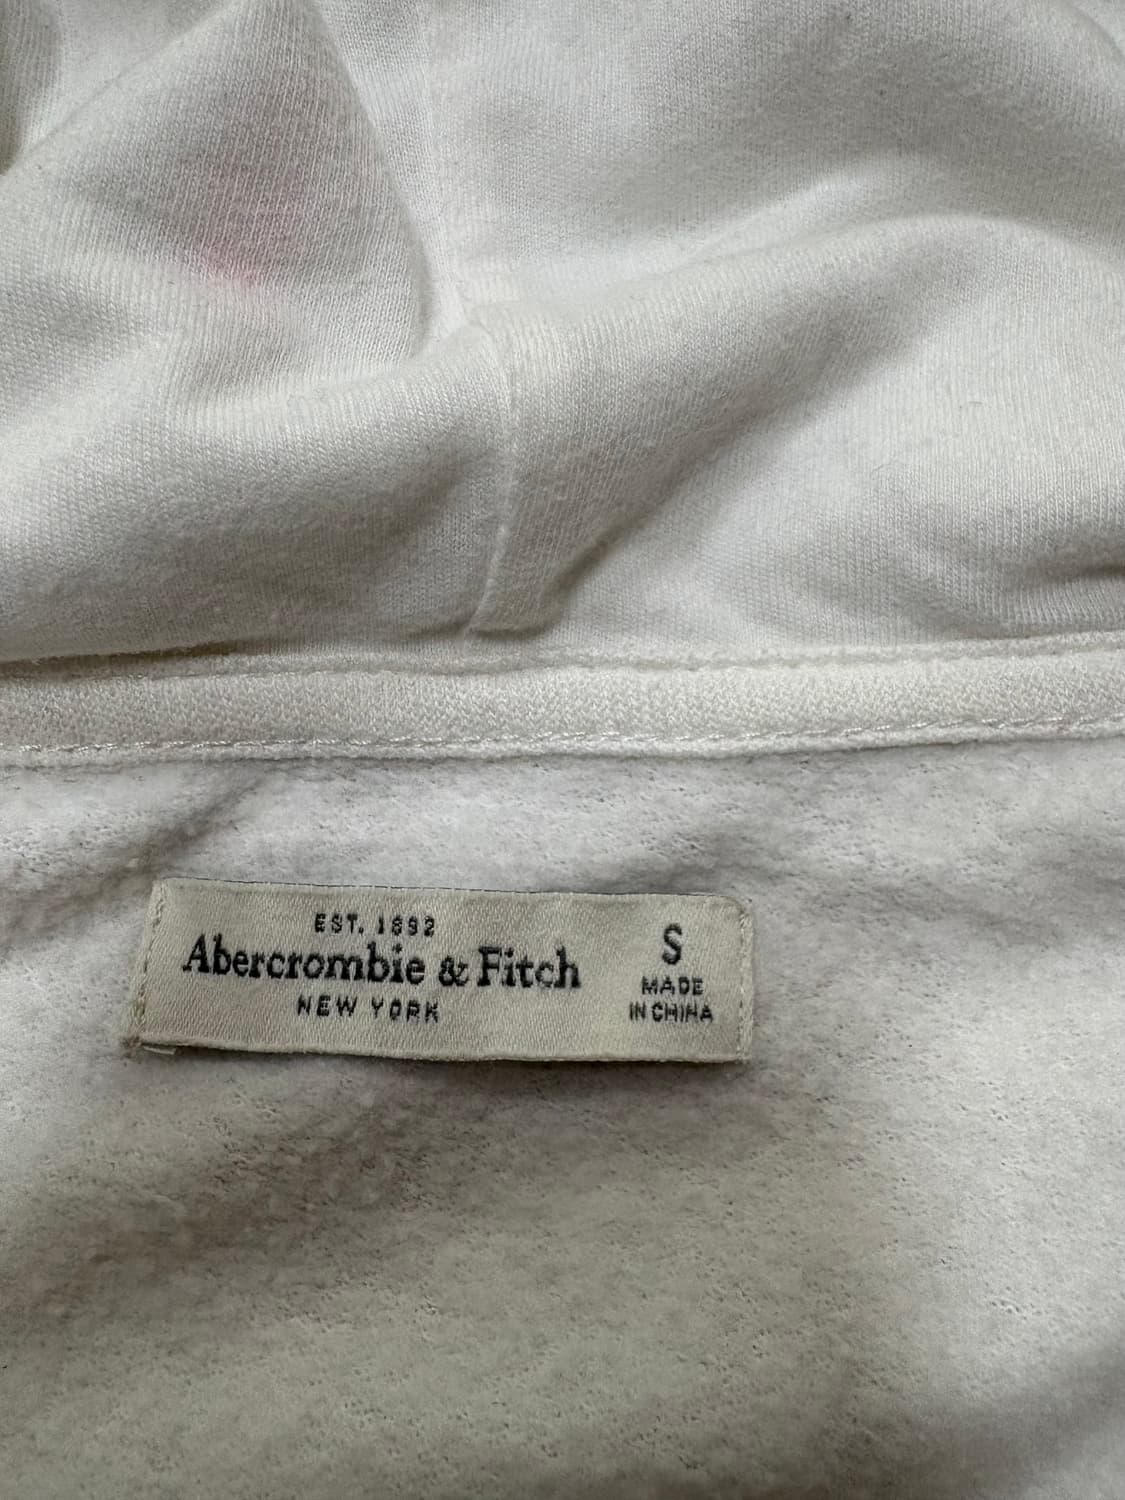 EST. 1892
Abercrombie & Fitch
NEW YORK
S
MADE
IN CHINA